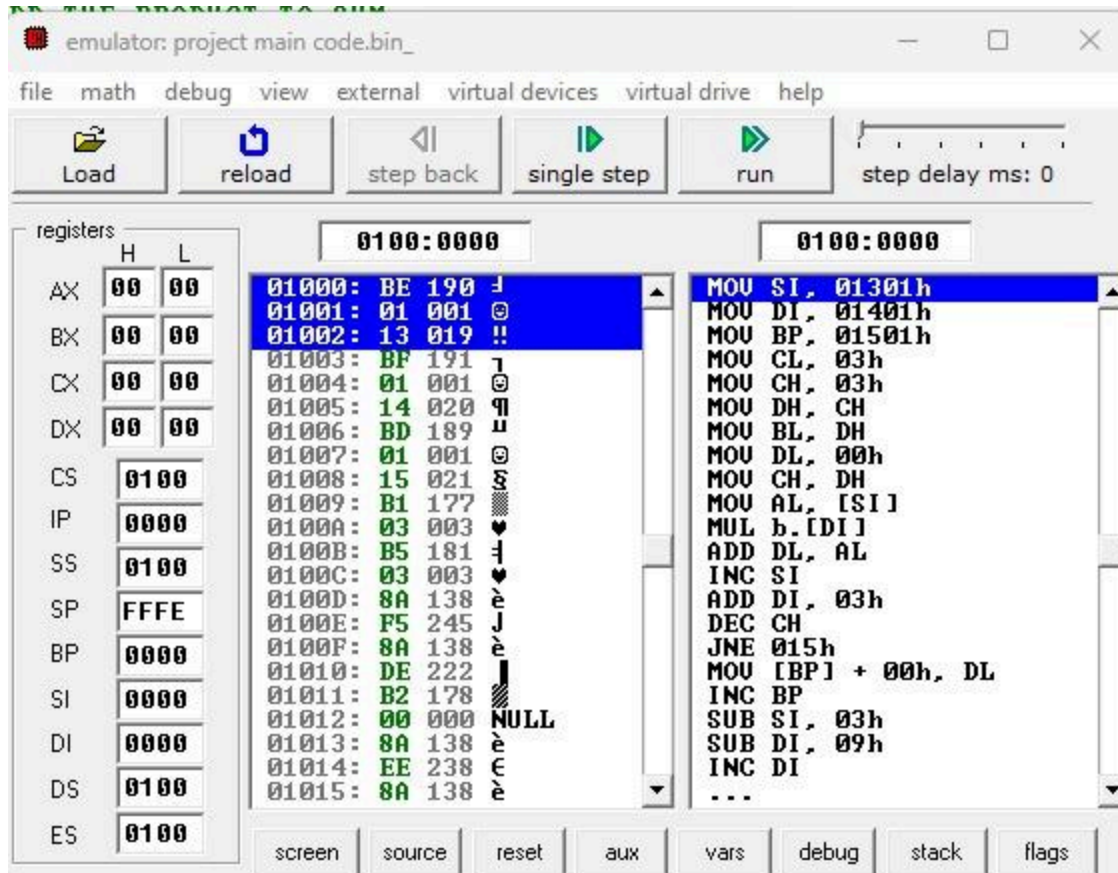 DD THE PRODUCT TO SUM
emulator: project main code.bin_
file math debug view external virtual devices virtual drive help
Load reload step back single step run step delay ms: 0
registers
H L
AX 00 00
BX 00 00
CX 00 00
DX 00 00
CS 0100
IP 0000
SS 0100
SP FFFE
BP 0000
SI 0000
DI 0000
DS 0100
ES 0100
0100:0000
01000: BE 190 ╛
01001: 01 001 ☺
01002: 13 019 ‼
01003: BF 191 ┐
01004: 01 001 ☺
01005: 14 020 ¶
01006: BD 189 ╜
01007: 01 001 ☺
01008: 15 021 §
01009: B1 177 ▒
0100A: 03 003 ♥
0100B: B5 181 ╡
0100C: 03 003 ♥
0100D: 8A 138 è
0100E: F5 245 J
0100F: 8A 138 è
01010: DE 222 ▐
01011: B2 178 ▓
01012: 00 000 NULL
01013: 8A 138 è
01014: EE 238 ε
01015: 8A 138 è
0100:0000
MOV SI, 01301h
MOV DI, 01401h
MOV BP, 01501h
MOV CL, 03h
MOV CH, 03h
MOV DH, CH
MOV BL, DH
MOV DL, 00h
MOV CH, DH
MOV AL, [SI]
MUL b.[DI]
ADD DL, AL
INC SI
ADD DI, 03h
DEC CH
JNE 015h
MOV [BP] + 00h, DL
INC BP
SUB SI, 03h
SUB DI, 09h
INC DI
...
screen source reset aux vars debug stack flags